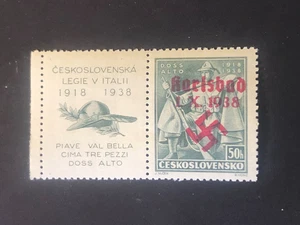 ČESKOSLOVENSKÁ
LEGIE V ITALII
1918 1938
PIAVE VAL BELLA
CIMA TRE PEZZI
DOSS ALTO
1918 DOSS ALTO 1938
Karlsbad
1. X. 1938
ČESKOSLOVENSKO
50h